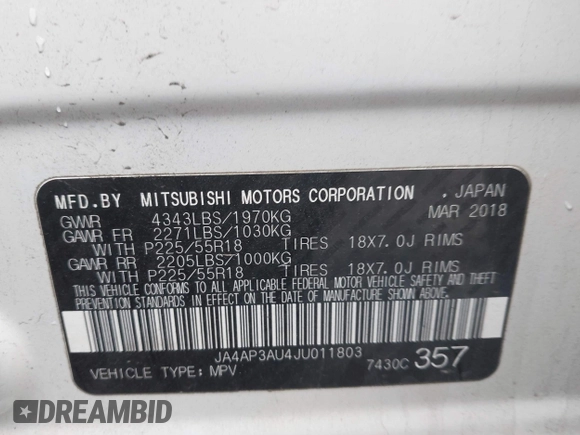 MFD.BY MITSUBISHI MOTORS CORPORATION . JAPAN
GVWR 4343LBS/1970KG MAR 2018
GAWR FR 2271LBS/1030KG
WITH P225/55R18 TIRES 18X7.0J RIMS
GAWR RR 2205LBS/1000KG
WITH P225/55R18 TIRES 18X7.0J RIMS
THIS VEHICLE CONFORMS TO ALL APPLICABLE FEDERAL MOTOR VEHICLE SAFETY AND THEFT
PREVENTION STANDARDS IN EFFECT ON THE DATE OF MANUFACTURE SHOWN ABOVE.
JA4AP3AU4JU011803
VEHICLE TYPE: MPV 7430C 357
DREAMBID